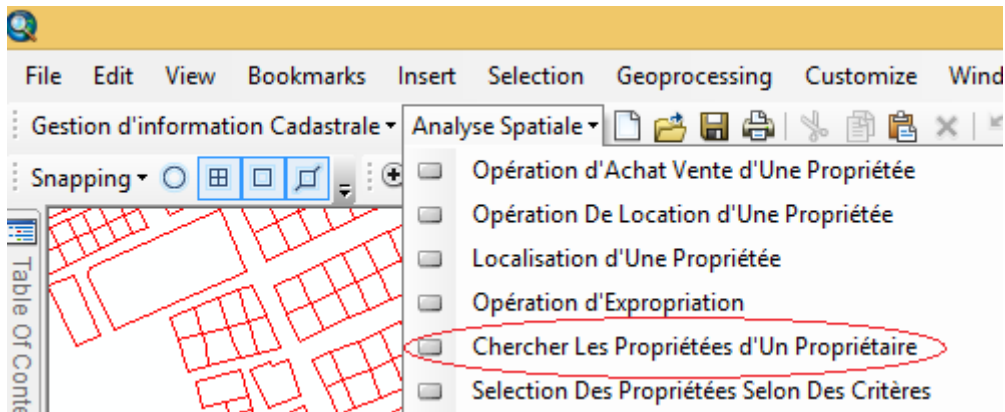 File Edit View Bookmarks Insert Selection Geoprocessing Customize Wind
Gestion d'information Cadastrale Analyse Spatiale
Snapping
Opération d'Achat Vente d'Une Propriétée
Opération De Location d'Une Propriétée
Localisation d'Une Propriétée
Opération d'Expropriation
Chercher Les Propriétées d'Un Propriétaire
Selection Des Propriétées Selon Des Critères
Table Of Conte